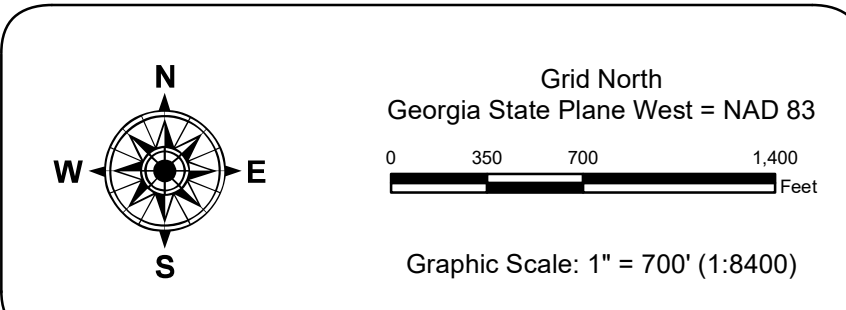 N
W E
S
Grid North
Georgia State Plane West = NAD 83
0 350 700 1,400
Feet
Graphic Scale: 1" = 700' (1:8400)